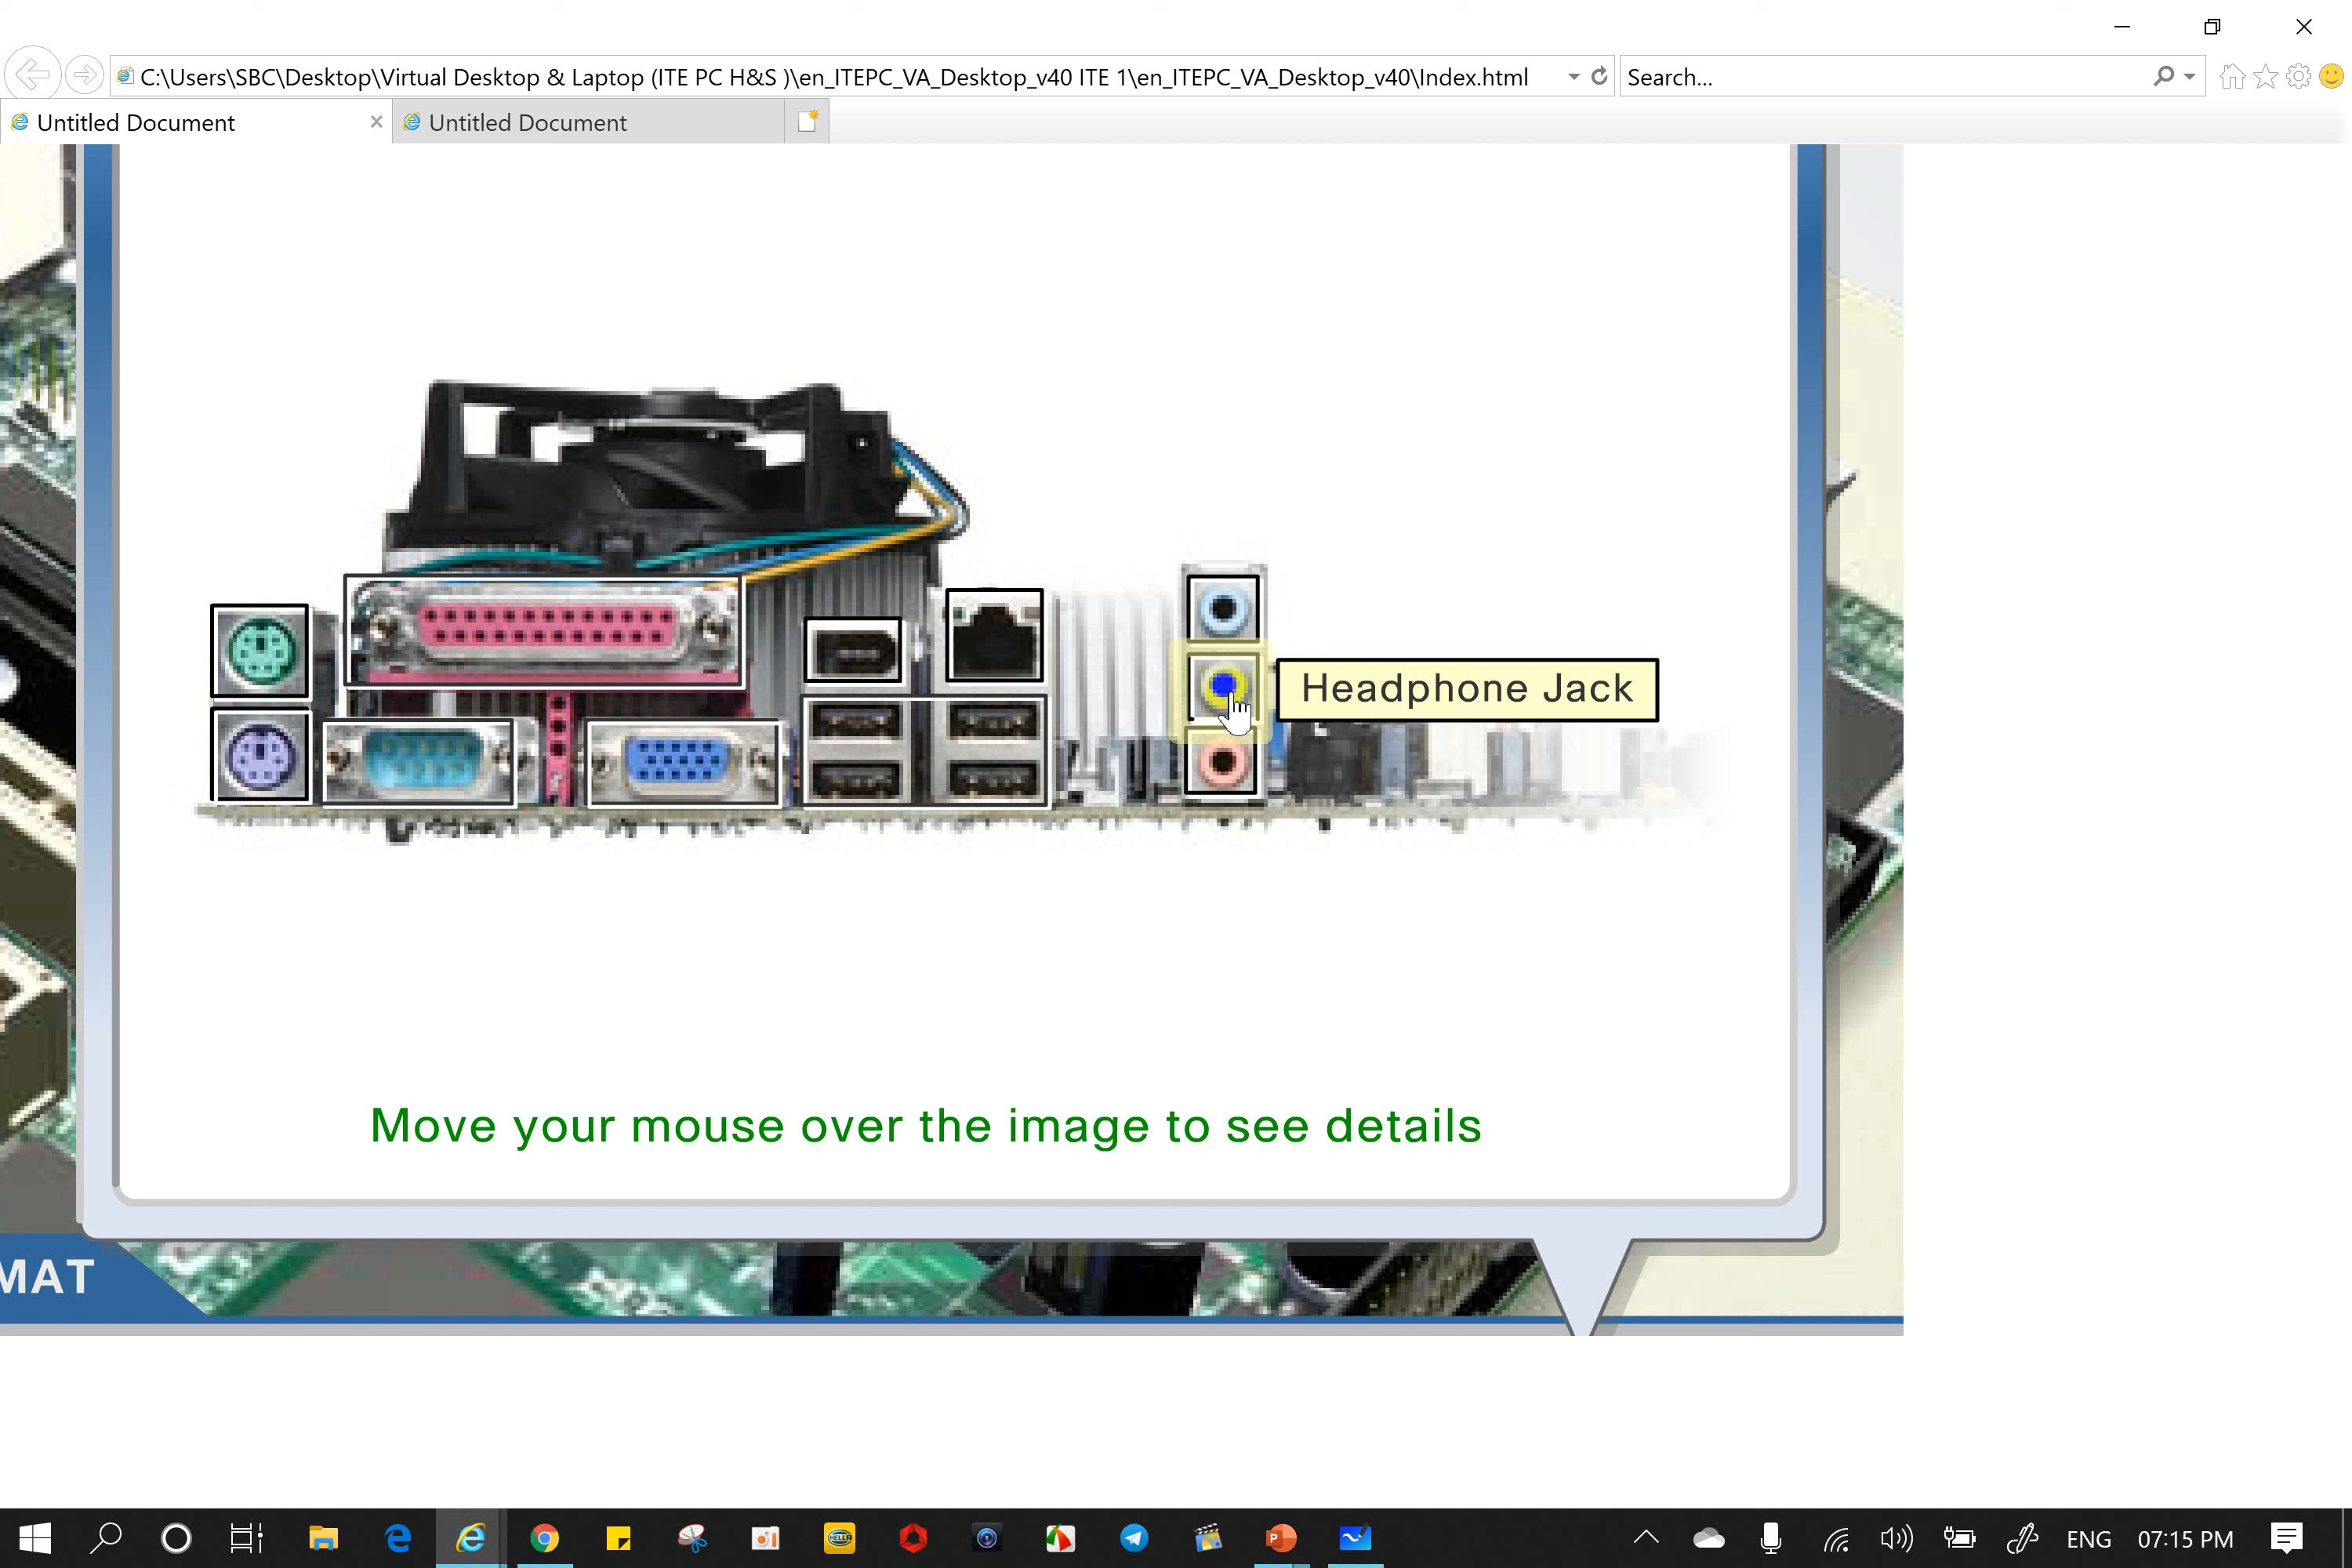 C:\Users\SBC\Desktop\Virtual Desktop & Laptop (ITE PC H&S )\en_ITEPC_VA_Desktop_v40 ITE 1\en_ITEPC_VA_Desktop_v40\Index.html
Search...
Untitled Document
Untitled Document
Headphone Jack
Move your mouse over the image to see details
MAT
HELLA
ENG
07:15 PM